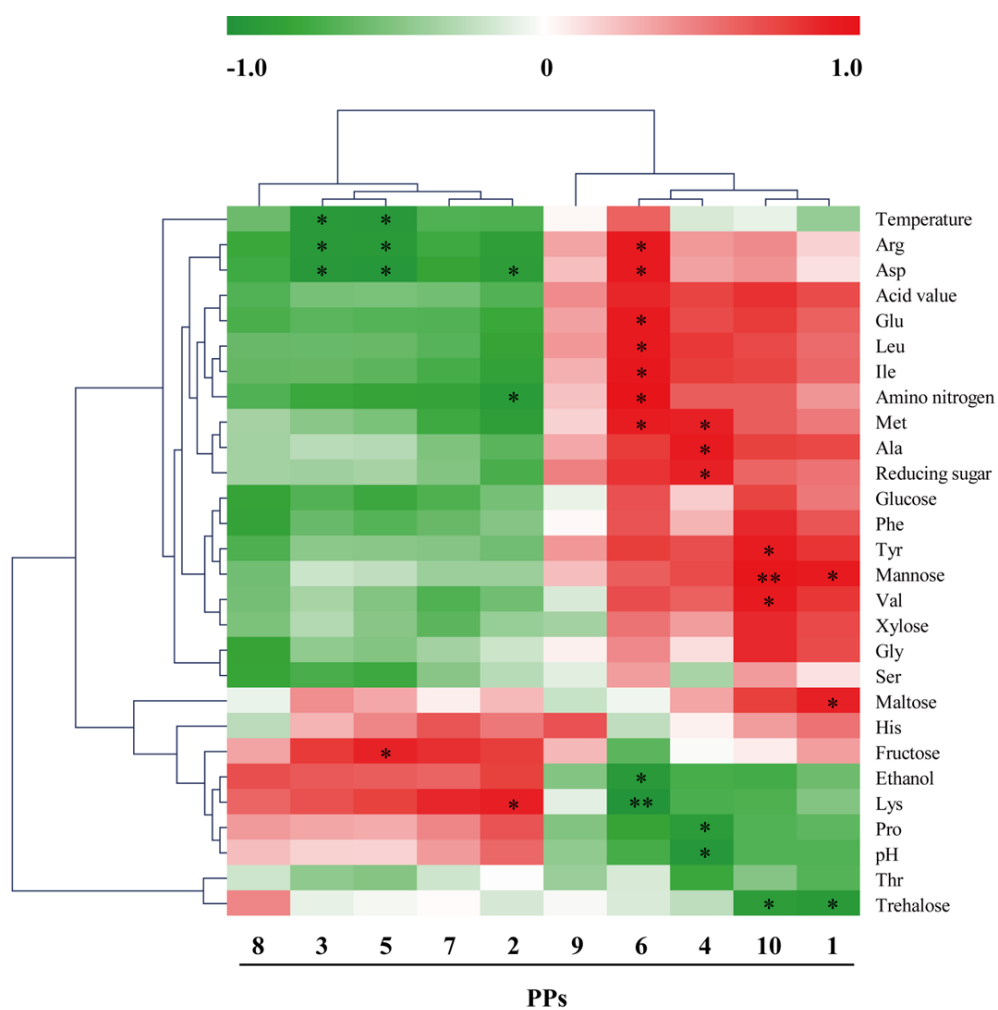 -1.0 0 1.0
* * Temperature
* * * Arg
* * * * Asp
Acid value
* Glu
* Leu
* Ile
* * Amino nitrogen
* * Met
* Ala
* Reducing sugar
Glucose
Phe
* Tyr
** * Mannose
* Val
Xylose
Gly
Ser
* Maltose
His
* Fructose
* Ethanol
* ** Lys
* Pro
* pH
Thr
* * Trehalose
8 3 5 7 2 9 6 4 10 1
PPs